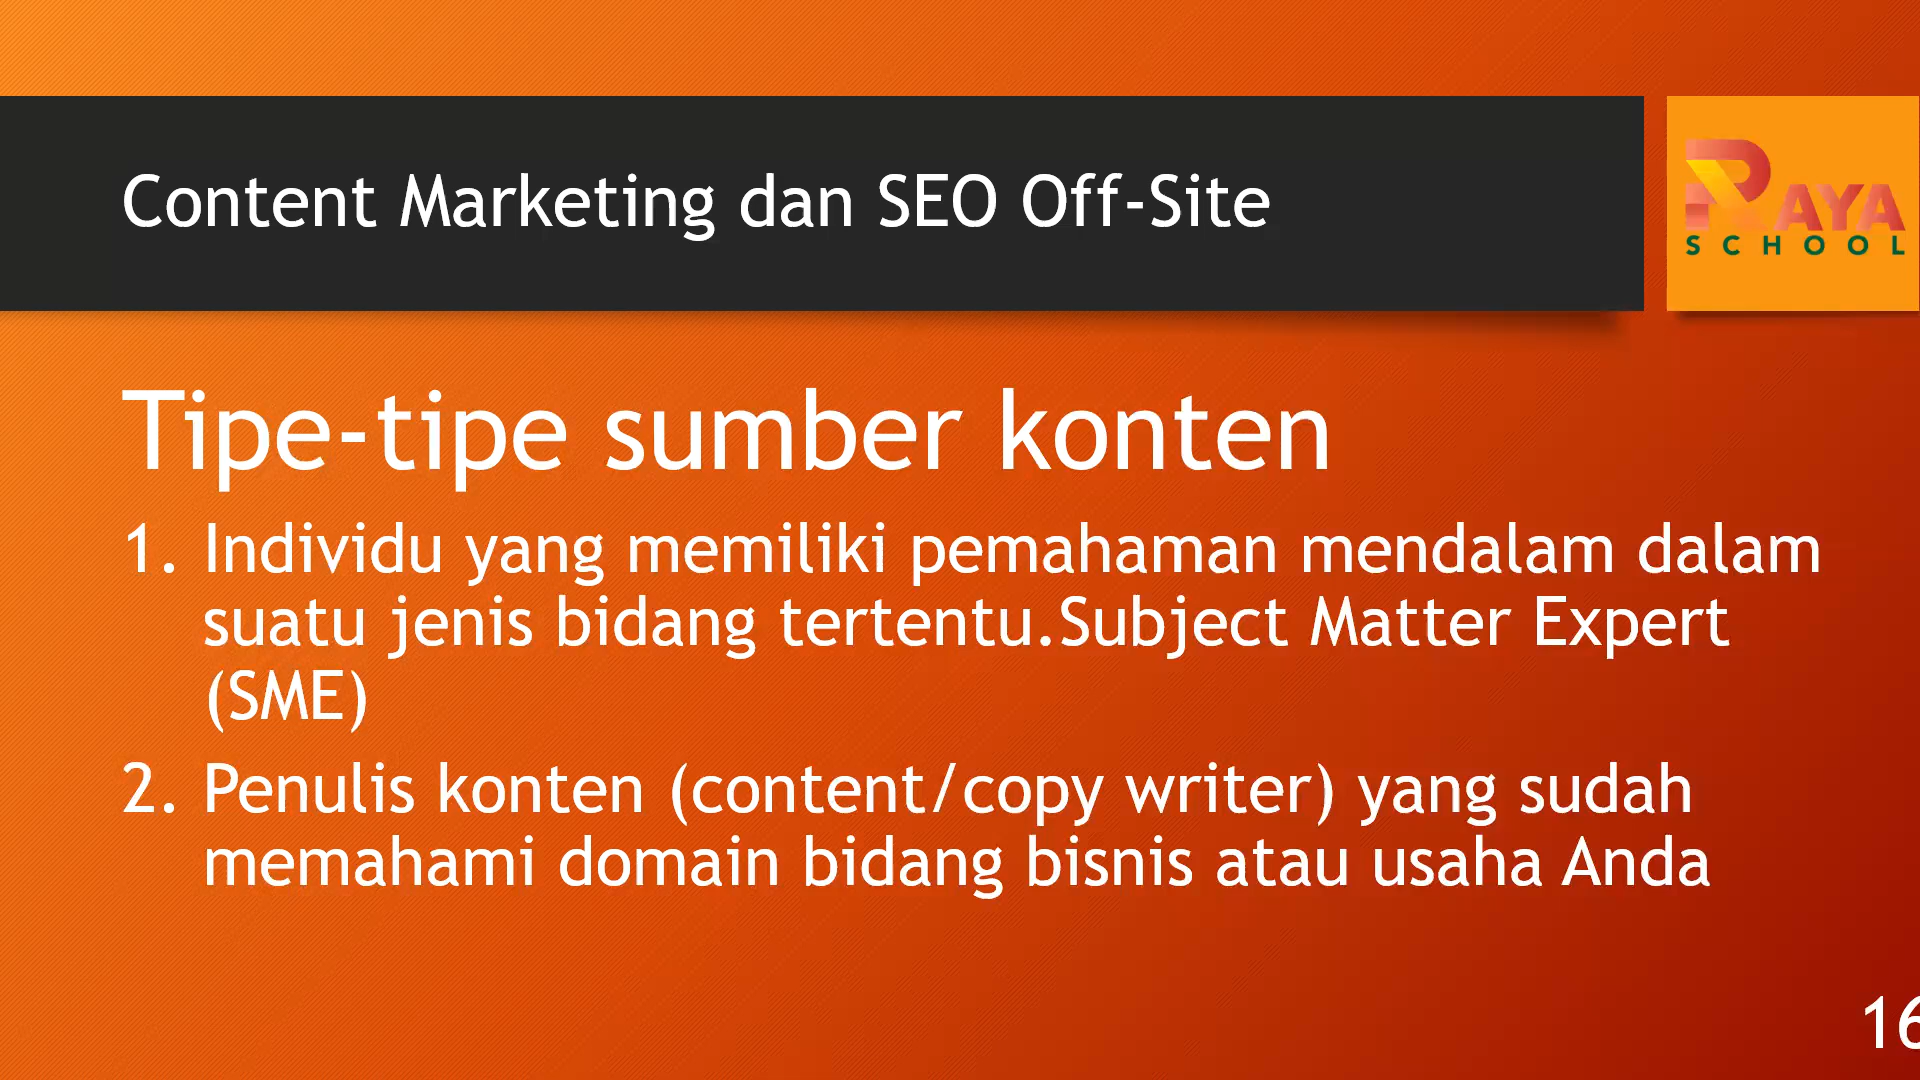 Content Marketing dan SEO Off-Site
RAYA
SCHOOL
Tipe-tipe sumber konten
1. Individu yang memiliki pemahaman mendalam dalam
suatu jenis bidang tertentu.Subject Matter Expert
(SME)
2. Penulis konten (content/copy writer) yang sudah
memahami domain bidang bisnis atau usaha Anda
16